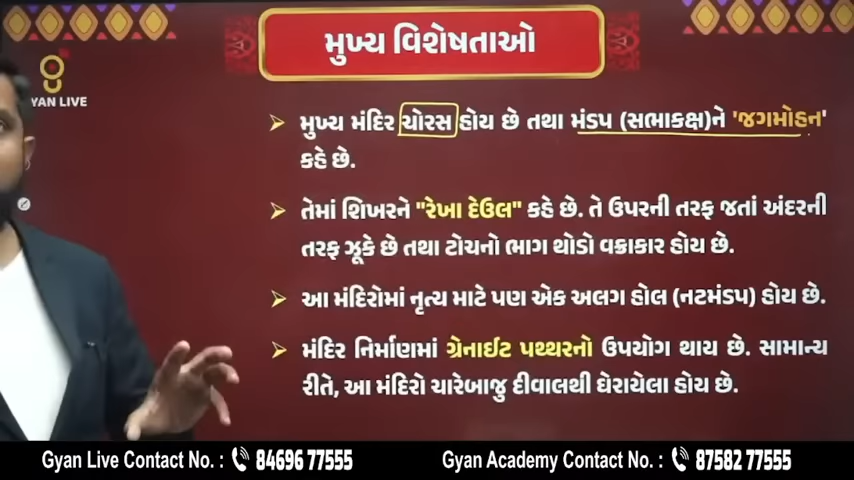 મુખ્ય વિશેષતાઓ
YAN LIVE
➤ મુખ્ય મંદિર ચોરસ હોય છે તથા મંડપ (સભાકક્ષ)ને 'જગમોહન'
કહે છે.
➤ તેમાં શિખરને "રેખા દેઉલ" કહે છે. તે ઉપરની તરફ જતાં અંદરની
તરફ ઝૂકે છે તથા ટોચનો ભાગ થોડો વક્રાકાર હોય છે.
➤ આ મંદિરોમાં નૃત્ય માટે પણ એક અલગ હોલ (નટમંડપ) હોય છે.
➤ મંદિર નિર્માણમાં ગ્રેનાઈટ પથ્થરનો ઉપયોગ થાય છે. સામાન્ય
રીતે, આ મંદિરો ચારેબાજુ દીવાલથી ઘેરાયેલા હોય છે.
Gyan Live Contact No. : 84696 77555 Gyan Academy Contact No. : 87582 77555